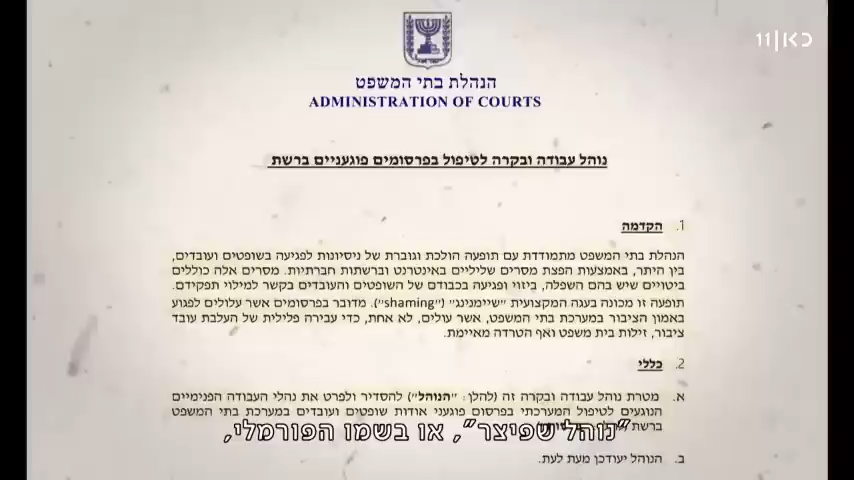 כאן|11
הנהלת בתי המשפט
ADMINISTRATION OF COURTS
נוהל עבודה ובקרה לטיפול בפרסומים פוגעניים ברשת
1. הקדמה
הנהלת בתי המשפט מתמודדת עם תופעה הולכת וגוברת של ניסיונות לפגיעה בשופטים ועובדים,
בין היתר, באמצעות הפצת מסרים שליליים באינטרנט וברשתות חברתיות. מסרים אלה כוללים
ביטויים שיש בהם השפלה, ביזוי ופגיעה בכבודם של השופטים והעובדים בקשר למילוי תפקידם.
תופעה זו מכונה בעגה המקצועית "שיימינג" ("shaming"). מדובר בפרסומים אשר עלולים לפגוע
באמון הציבור במערכת בתי המשפט, אשר עולים, לא אחת, כדי עבירה פלילית של העלבת עובד
ציבור, זילות בית משפט ואף הטרדה מאיימת.
2. כללי
א. מטרת נוהל עבודה ובקרה זה (להלן: "הנוהל") להסדיר ולפרט את נהלי העבודה הפנימיים
הנוגעים לטיפול המערכתי בפרסום פוגעני אודות שופטים ועובדים במערכת בתי המשפט
ברשת
"נוהל שפיצר", או בשמו הפורמלי,
ב. הנוהל יעודכן מעת לעת.